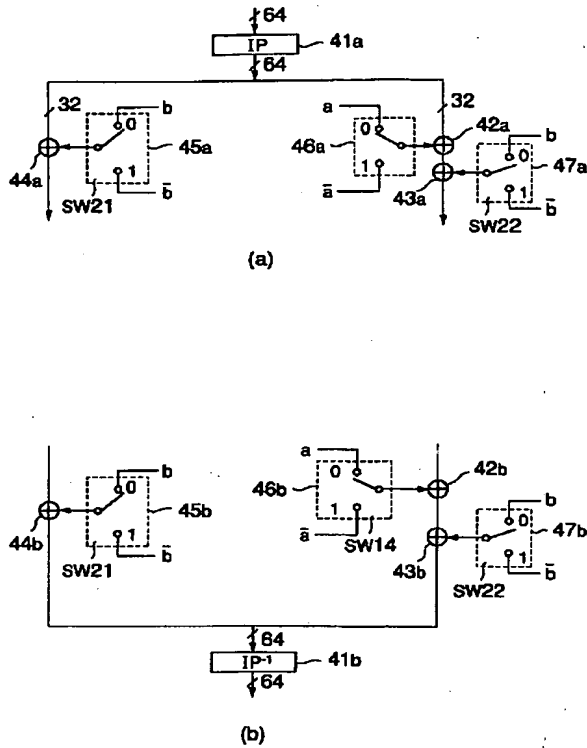 64
IP 41a
64
32 b a 32 42a
0 45a 46a 0 b
0 47a
44a 1 1
SW21 b̅ a̅ 43a 1
SW22 b̅
(a)
b a 42b
0 45b 46b 0 b
0 47b
44b 1 1
SW21 b̅ a̅ SW14 43b 1
SW22 b̅
64
IP⁻¹ 41b
64
(b)